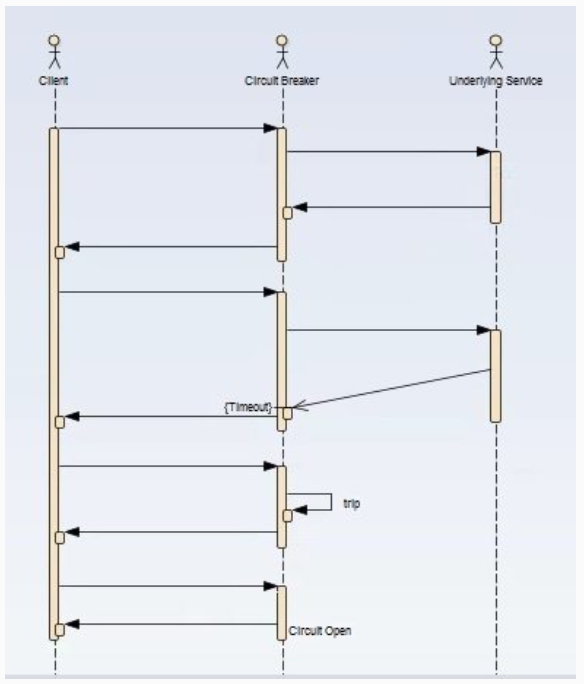 Client
Circuit Breaker
Underlying Service
{Timeout}
trip
Circuit Open